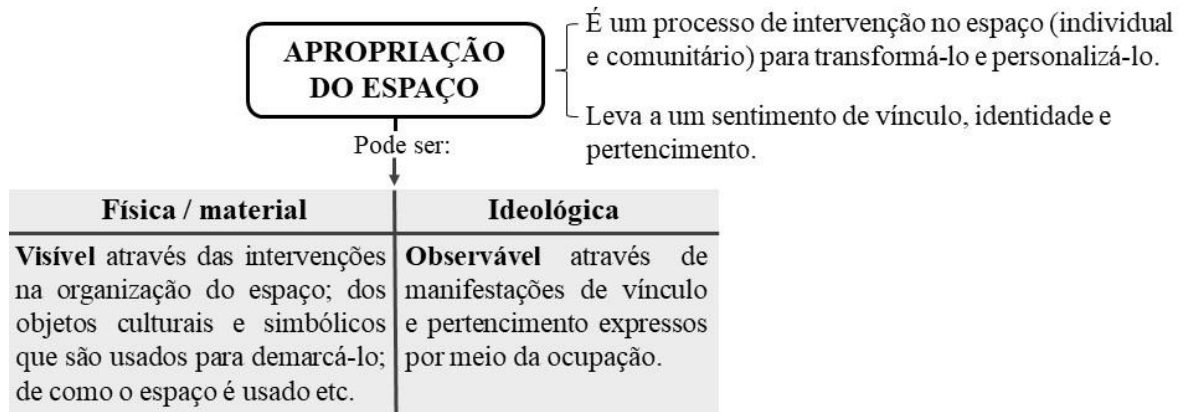 APROPRIAÇÃO
DO ESPAÇO
É um processo de intervenção no espaço (individual
e comunitário) para transformá-lo e personalizá-lo.
Leva a um sentimento de vínculo, identidade e
pertencimento.
Pode ser:
Física / material
Visível através das intervenções
na organização do espaço; dos
objetos culturais e simbólicos
que são usados para demarcá-lo;
de como o espaço é usado etc.
Ideológica
Observável através de
manifestações de vínculo
e pertencimento expressos
por meio da ocupação.